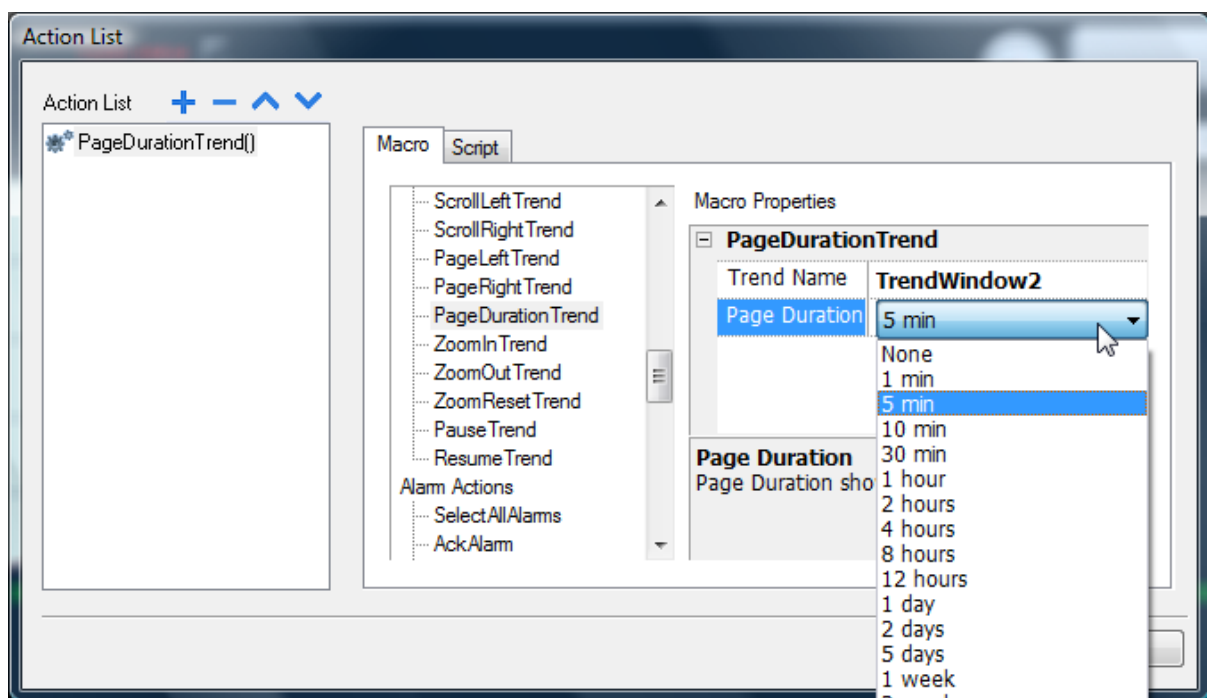 Action List
Action List
PageDurationTrend()
Macro
Script
ScrollLeftTrend
ScrollRightTrend
PageLeftTrend
PageRightTrend
PageDurationTrend
ZoomInTrend
ZoomOutTrend
ZoomResetTrend
PauseTrend
ResumeTrend
Alarm Actions
SelectAllAlarms
AckAlarm
Macro Properties
PageDurationTrend
Trend Name TrendWindow2
Page Duration 5 min
None
1 min
5 min
10 min
30 min
1 hour
2 hours
4 hours
8 hours
12 hours
1 day
2 days
5 days
1 week
Page Duration
Page Duration sho